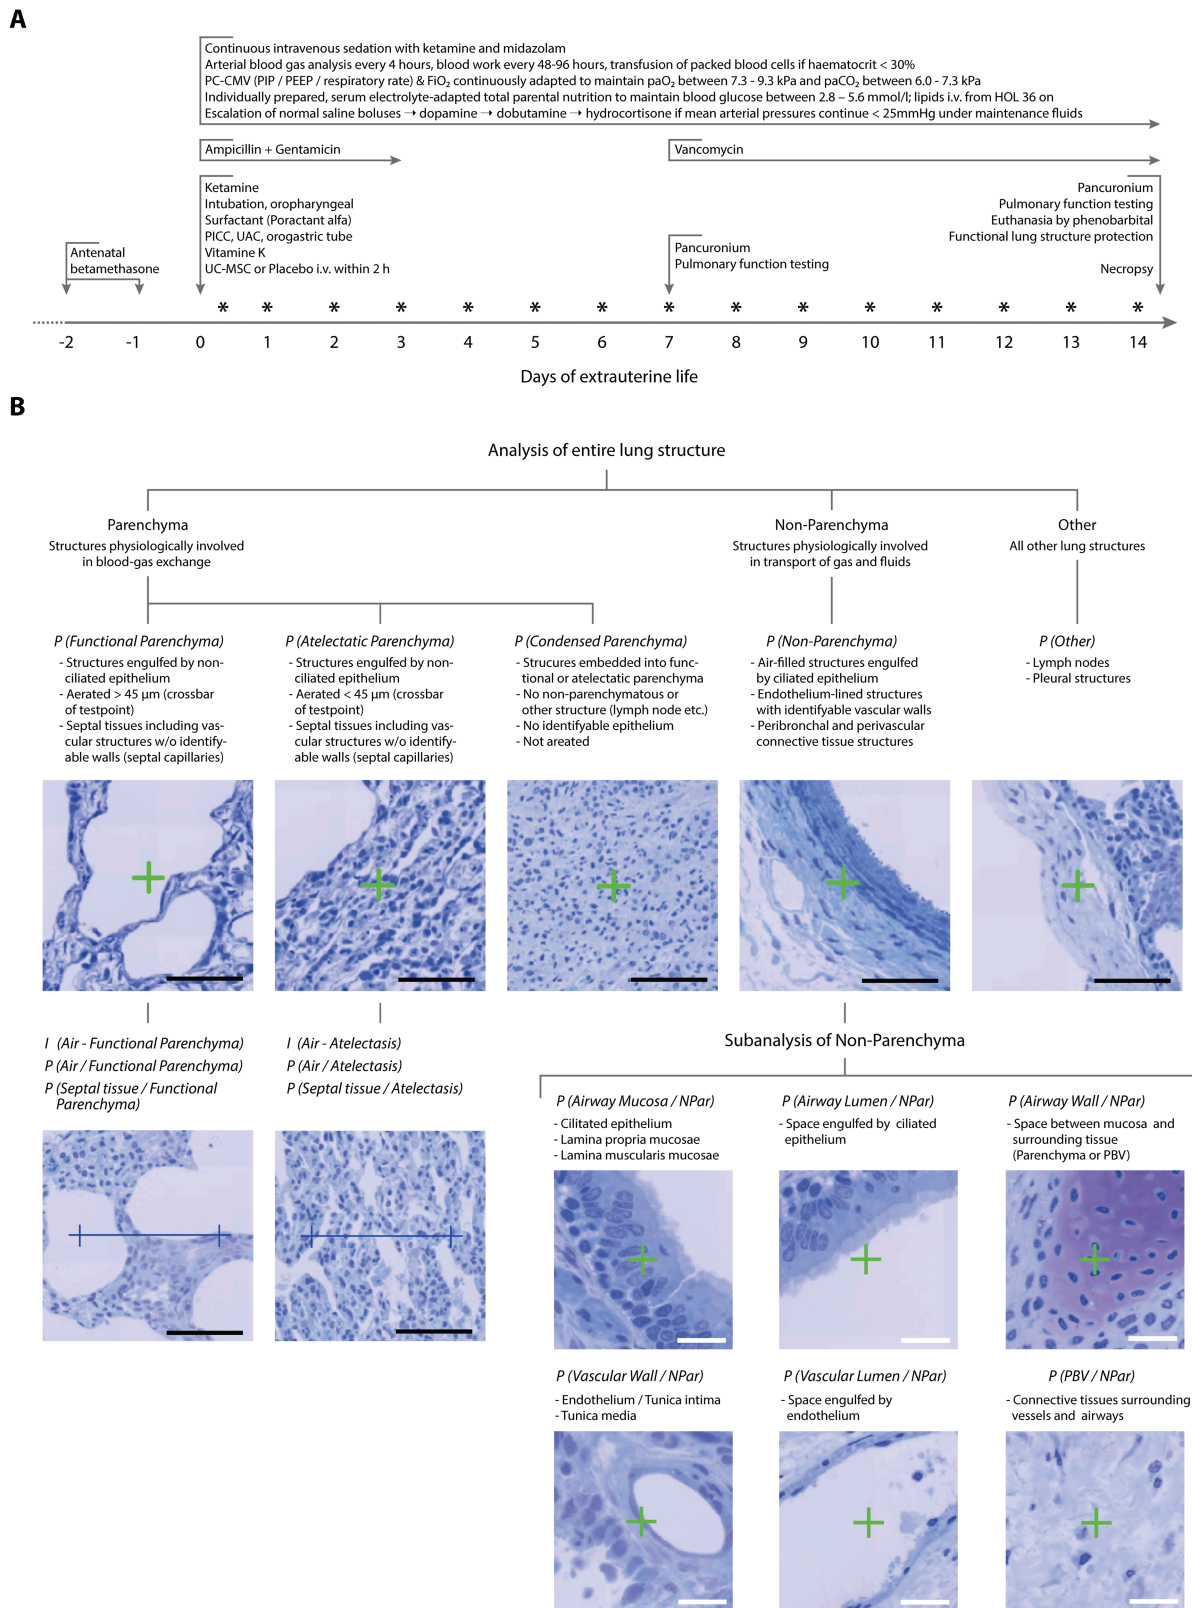 A
Continuous intravenous sedation with ketamine and midazolam
Arterial blood gas analysis every 4 hours, blood work every 48-96 hours, transfusion of packed blood cells if haematocrit < 30%
PC-CMV (PIP / PEEP / respiratory rate) & FiO₂ continuously adapted to maintain paO₂ between 7.3 - 9.3 kPa and paCO₂ between 6.0 - 7.3 kPa
Individually prepared, serum electrolyte-adapted total parental nutrition to maintain blood glucose between 2.8 – 5.6 mmol/l; lipids i.v. from HOL 36 on
Escalation of normal saline boluses → dopamine → dobutamine → hydrocortisone if mean arterial pressures continue < 25mmHg under maintenance fluids
Ampicillin + Gentamicin
Vancomycin
Ketamine
Intubation, oropharyngeal
Surfactant (Poractant alfa)
PICC, UAC, orogastric tube
Vitamine K
UC-MSC or Placebo i.v. within 2 h
Antenatal
betamethasone
Pancuronium
Pulmonary function testing
Pancuronium
Pulmonary function testing
Euthanasia by phenobarbital
Functional lung structure protection
Necropsy
* * * * * * * * * * * * * * *
-2 -1 0 1 2 3 4 5 6 7 8 9 10 11 12 13 14
Days of extrauterine life
B
Analysis of entire lung structure
Parenchyma
Structures physiologically involved
in blood-gas exchange
Non-Parenchyma
Structures physiologically involved
in transport of gas and fluids
Other
All other lung structures
P (Functional Parenchyma)
- Structures engulfed by non-
ciliated epithelium
- Aerated > 45 µm (crossbar
of testpoint)
- Septal tissues including vas-
cular structures w/o identify-
able walls (septal capillaries)
P (Atelectatic Parenchyma)
- Structures engulfed by non-
ciliated epithelium
- Aerated < 45 µm (crossbar
of testpoint)
- Septal tissues including vas-
cular structures w/o identify-
able walls (septal capillaries)
P (Condensed Parenchyma)
- Strucures embedded into func-
tional or atelectatic parenchyma
- No non-parenchymatous or
other structure (lymph node etc.)
- No identifyable epithelium
- Not areated
P (Non-Parenchyma)
- Air-filled structures engulfed
by ciliated epithelium
- Endothelium-lined structures
with identifyable vascular walls
- Peribronchal and perivascular
connective tissue structures
P (Other)
- Lymph nodes
- Pleural structures
I (Air - Functional Parenchyma)
P (Air / Functional Parenchyma)
P (Septal tissue / Functional
Parenchyma)
I (Air - Atelectasis)
P (Air / Atelectasis)
P (Septal tissue / Atelectasis)
Subanalysis of Non-Parenchyma
P (Airway Mucosa / NPar)
- Cilitated epithelium
- Lamina propria mucosae
- Lamina muscularis mucosae
P (Airway Lumen / NPar)
- Space engulfed by ciliated
epithelium
P (Airway Wall / NPar)
- Space between mucosa and
surrounding tissue
(Parenchyma or PBV)
P (Vascular Wall / NPar)
- Endothelium / Tunica intima
- Tunica media
P (Vascular Lumen / NPar)
- Space engulfed by
endothelium
P (PBV / NPar)
- Connective tissues surrounding
vessels and airways